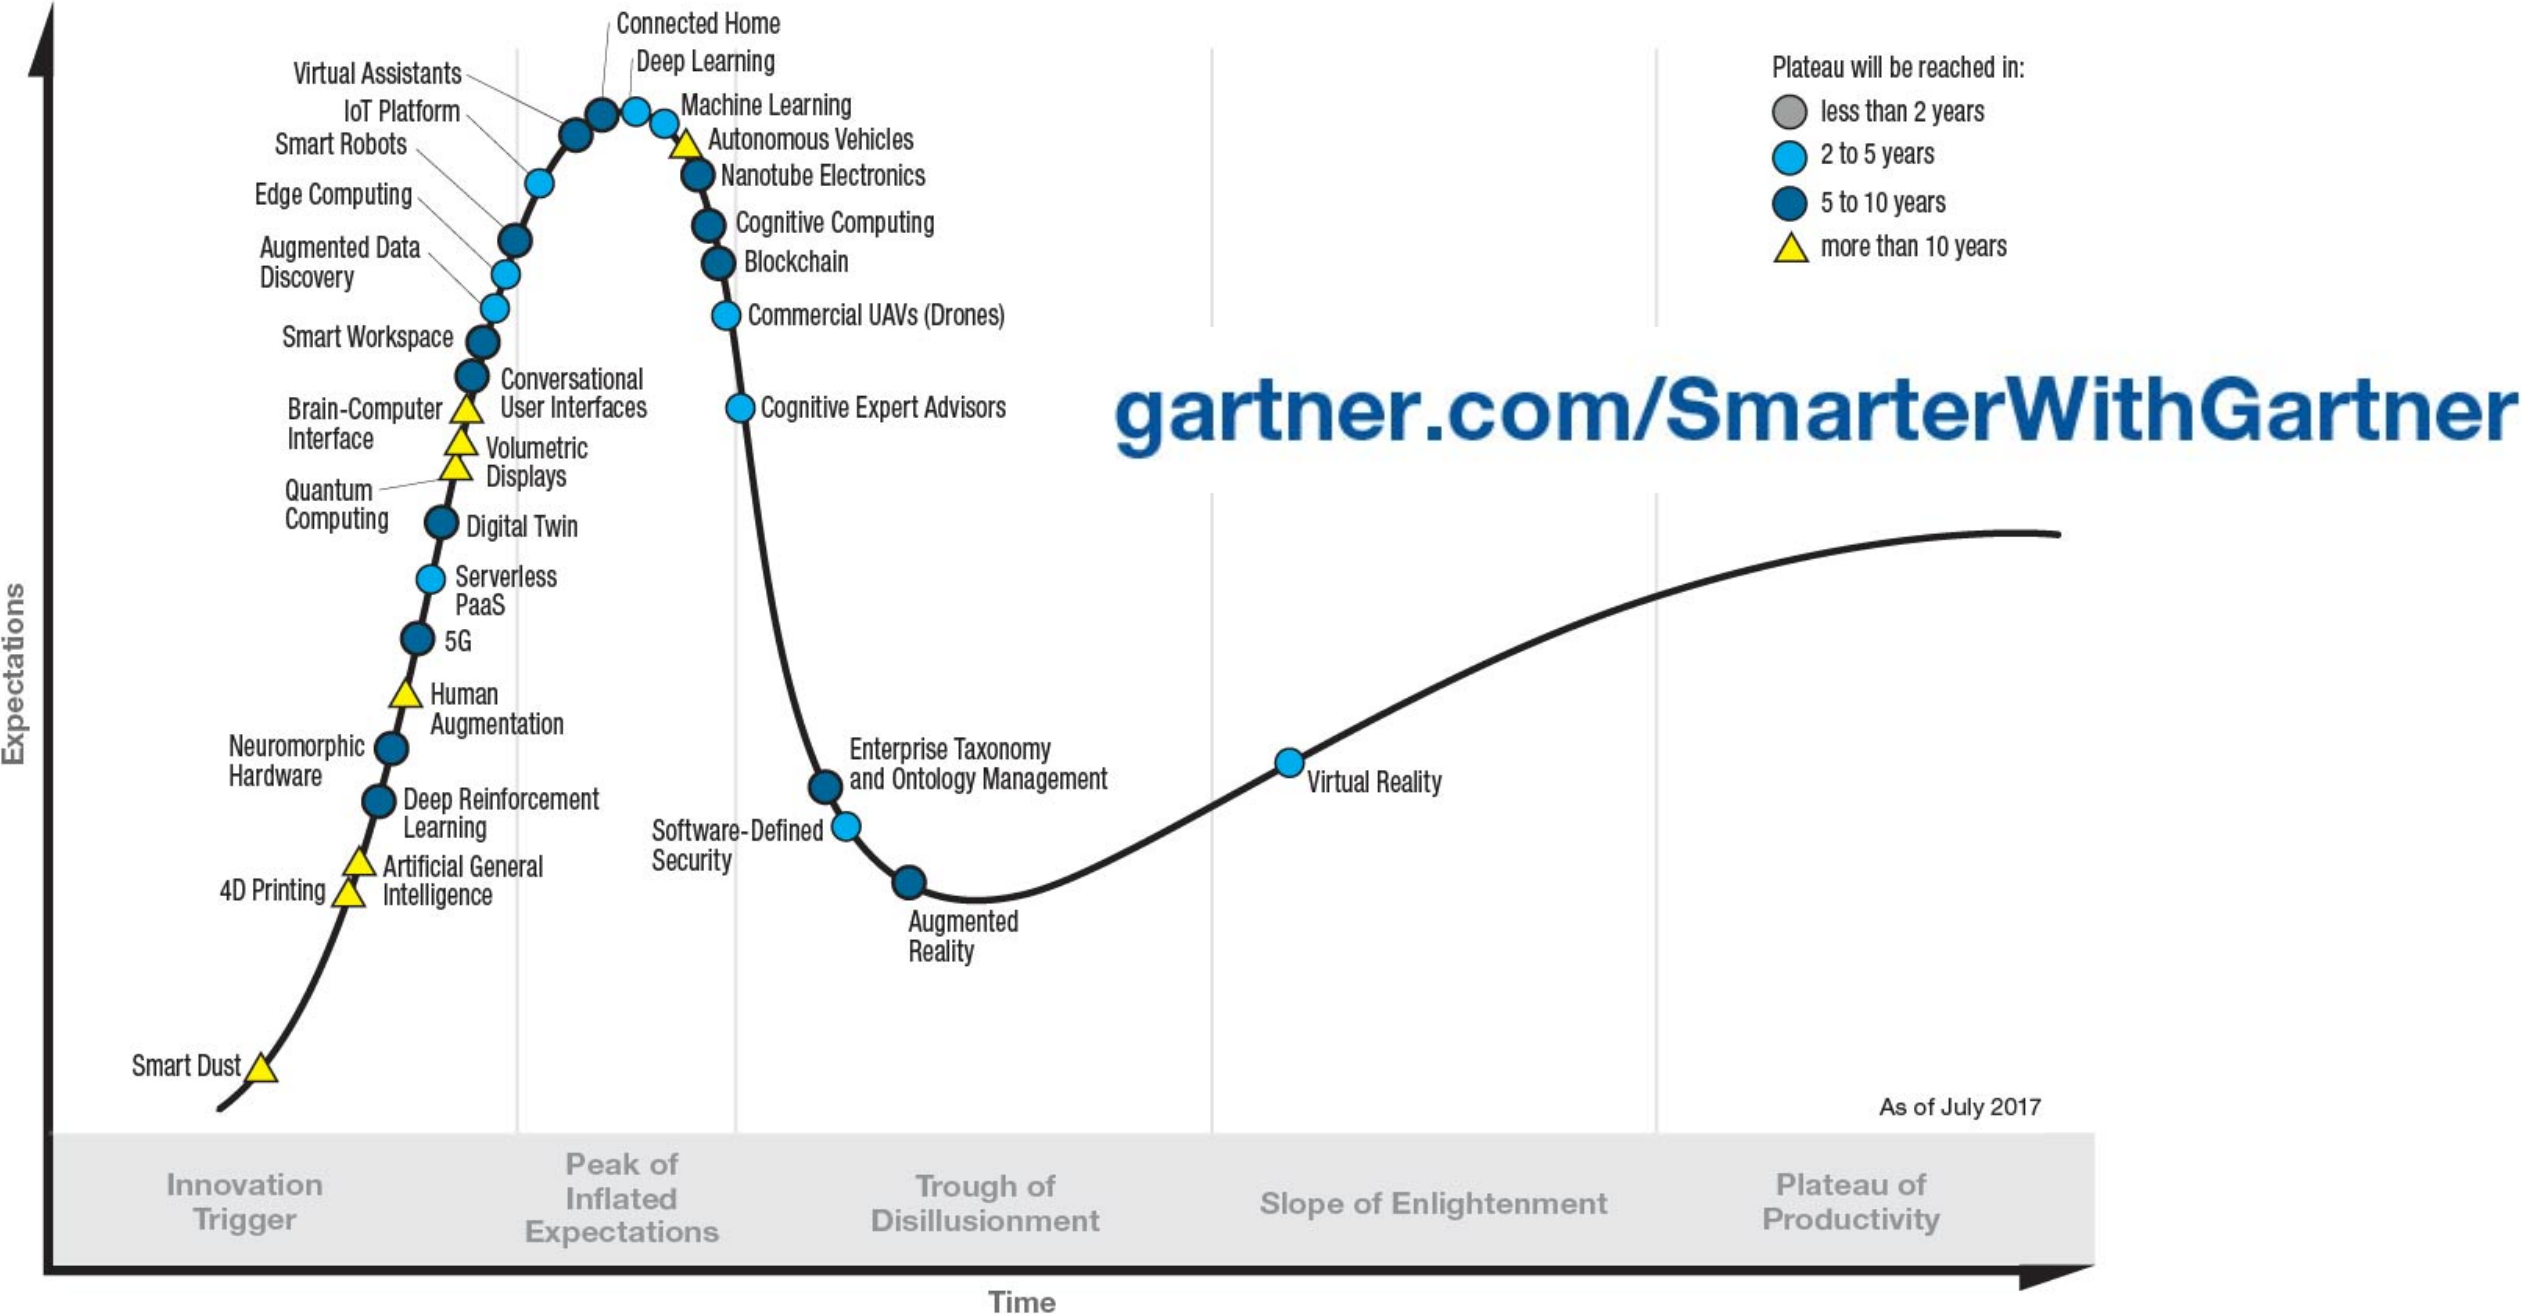 Connected Home
Deep Learning
Virtual Assistants
IoT Platform
Machine Learning
Smart Robots
Autonomous Vehicles
Nanotube Electronics
Edge Computing
Cognitive Computing
Augmented Data
Discovery
Blockchain
Commercial UAVs (Drones)
Smart Workspace
Conversational
User Interfaces
Brain-Computer
Interface
Cognitive Expert Advisors
Volumetric
Displays
Quantum
Computing
Digital Twin
Serverless
PaaS
5G
Human
Augmentation
Neuromorphic
Hardware
Deep Reinforcement
Learning
Artificial General
Intelligence
4D Printing
Smart Dust
Enterprise Taxonomy
and Ontology Management
Software-Defined
Security
Augmented
Reality
Virtual Reality
Plateau will be reached in:
less than 2 years
2 to 5 years
5 to 10 years
more than 10 years
gartner.com/SmarterWithGartner
As of July 2017
Expectations
Innovation
Trigger
Peak of
Inflated
Expectations
Trough of
Disillusionment
Slope of Enlightenment
Plateau of
Productivity
Time